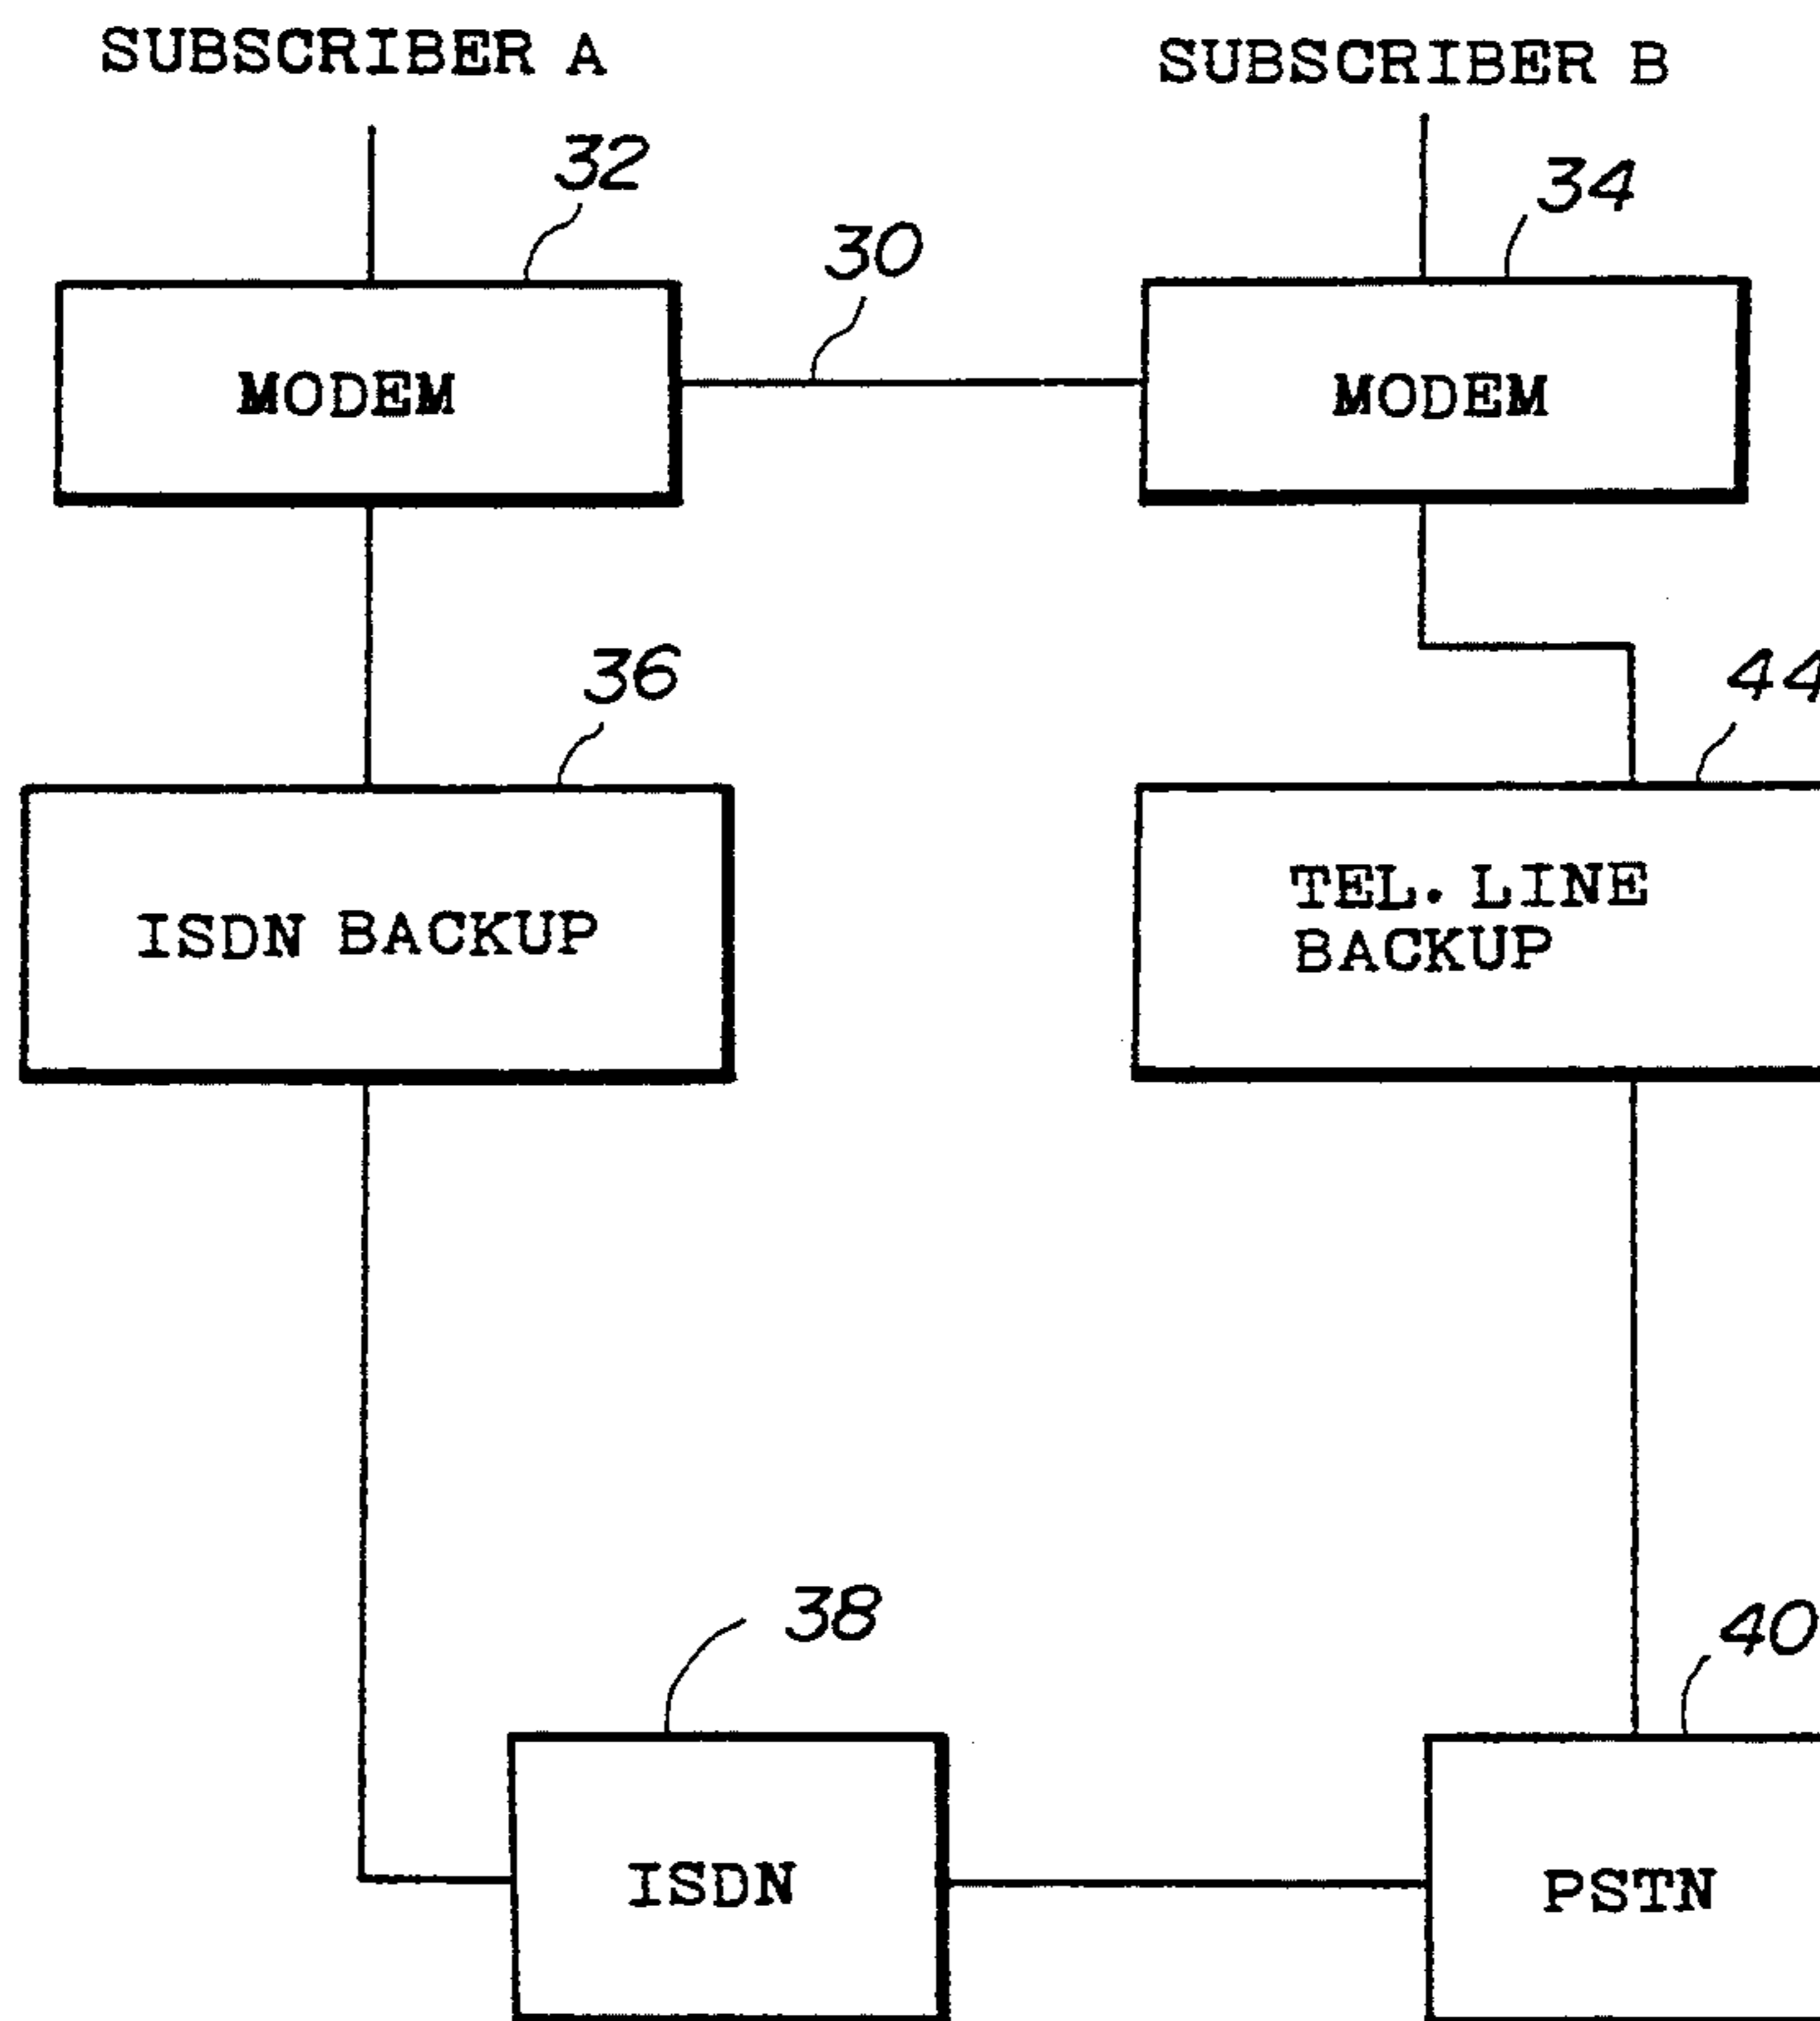 SUBSCRIBER A
SUBSCRIBER B
32
34
30
MODEM
MODEM
36
44
ISDN BACKUP
TEL. LINE
BACKUP
38
40
ISDN
PSTN